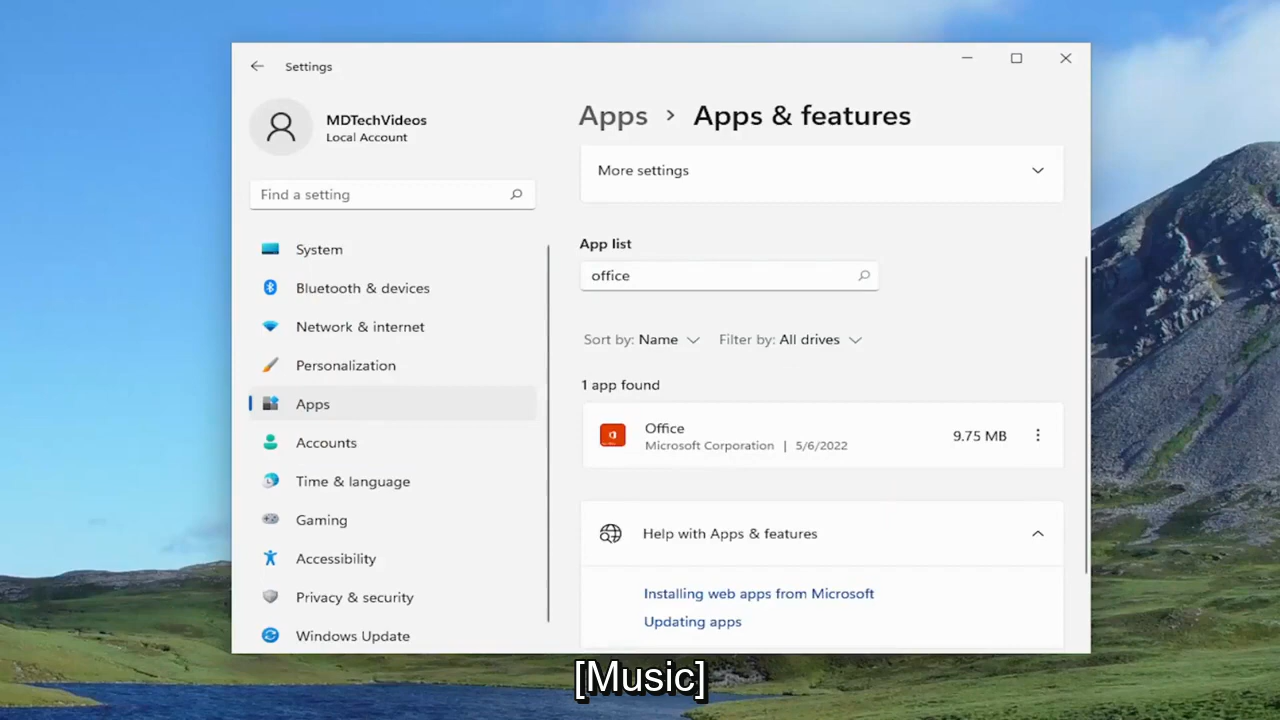 Settings
MDTechVideos
Local Account
Find a setting
System
Bluetooth & devices
Network & internet
Personalization
Apps
Accounts
Time & language
Gaming
Accessibility
Privacy & security
Windows Update
Apps > Apps & features
More settings
App list
office
Sort by: Name Filter by: All drives
1 app found
Office
Microsoft Corporation | 5/6/2022
9.75 MB
Help with Apps & features
Installing web apps from Microsoft
Updating apps
[Music]